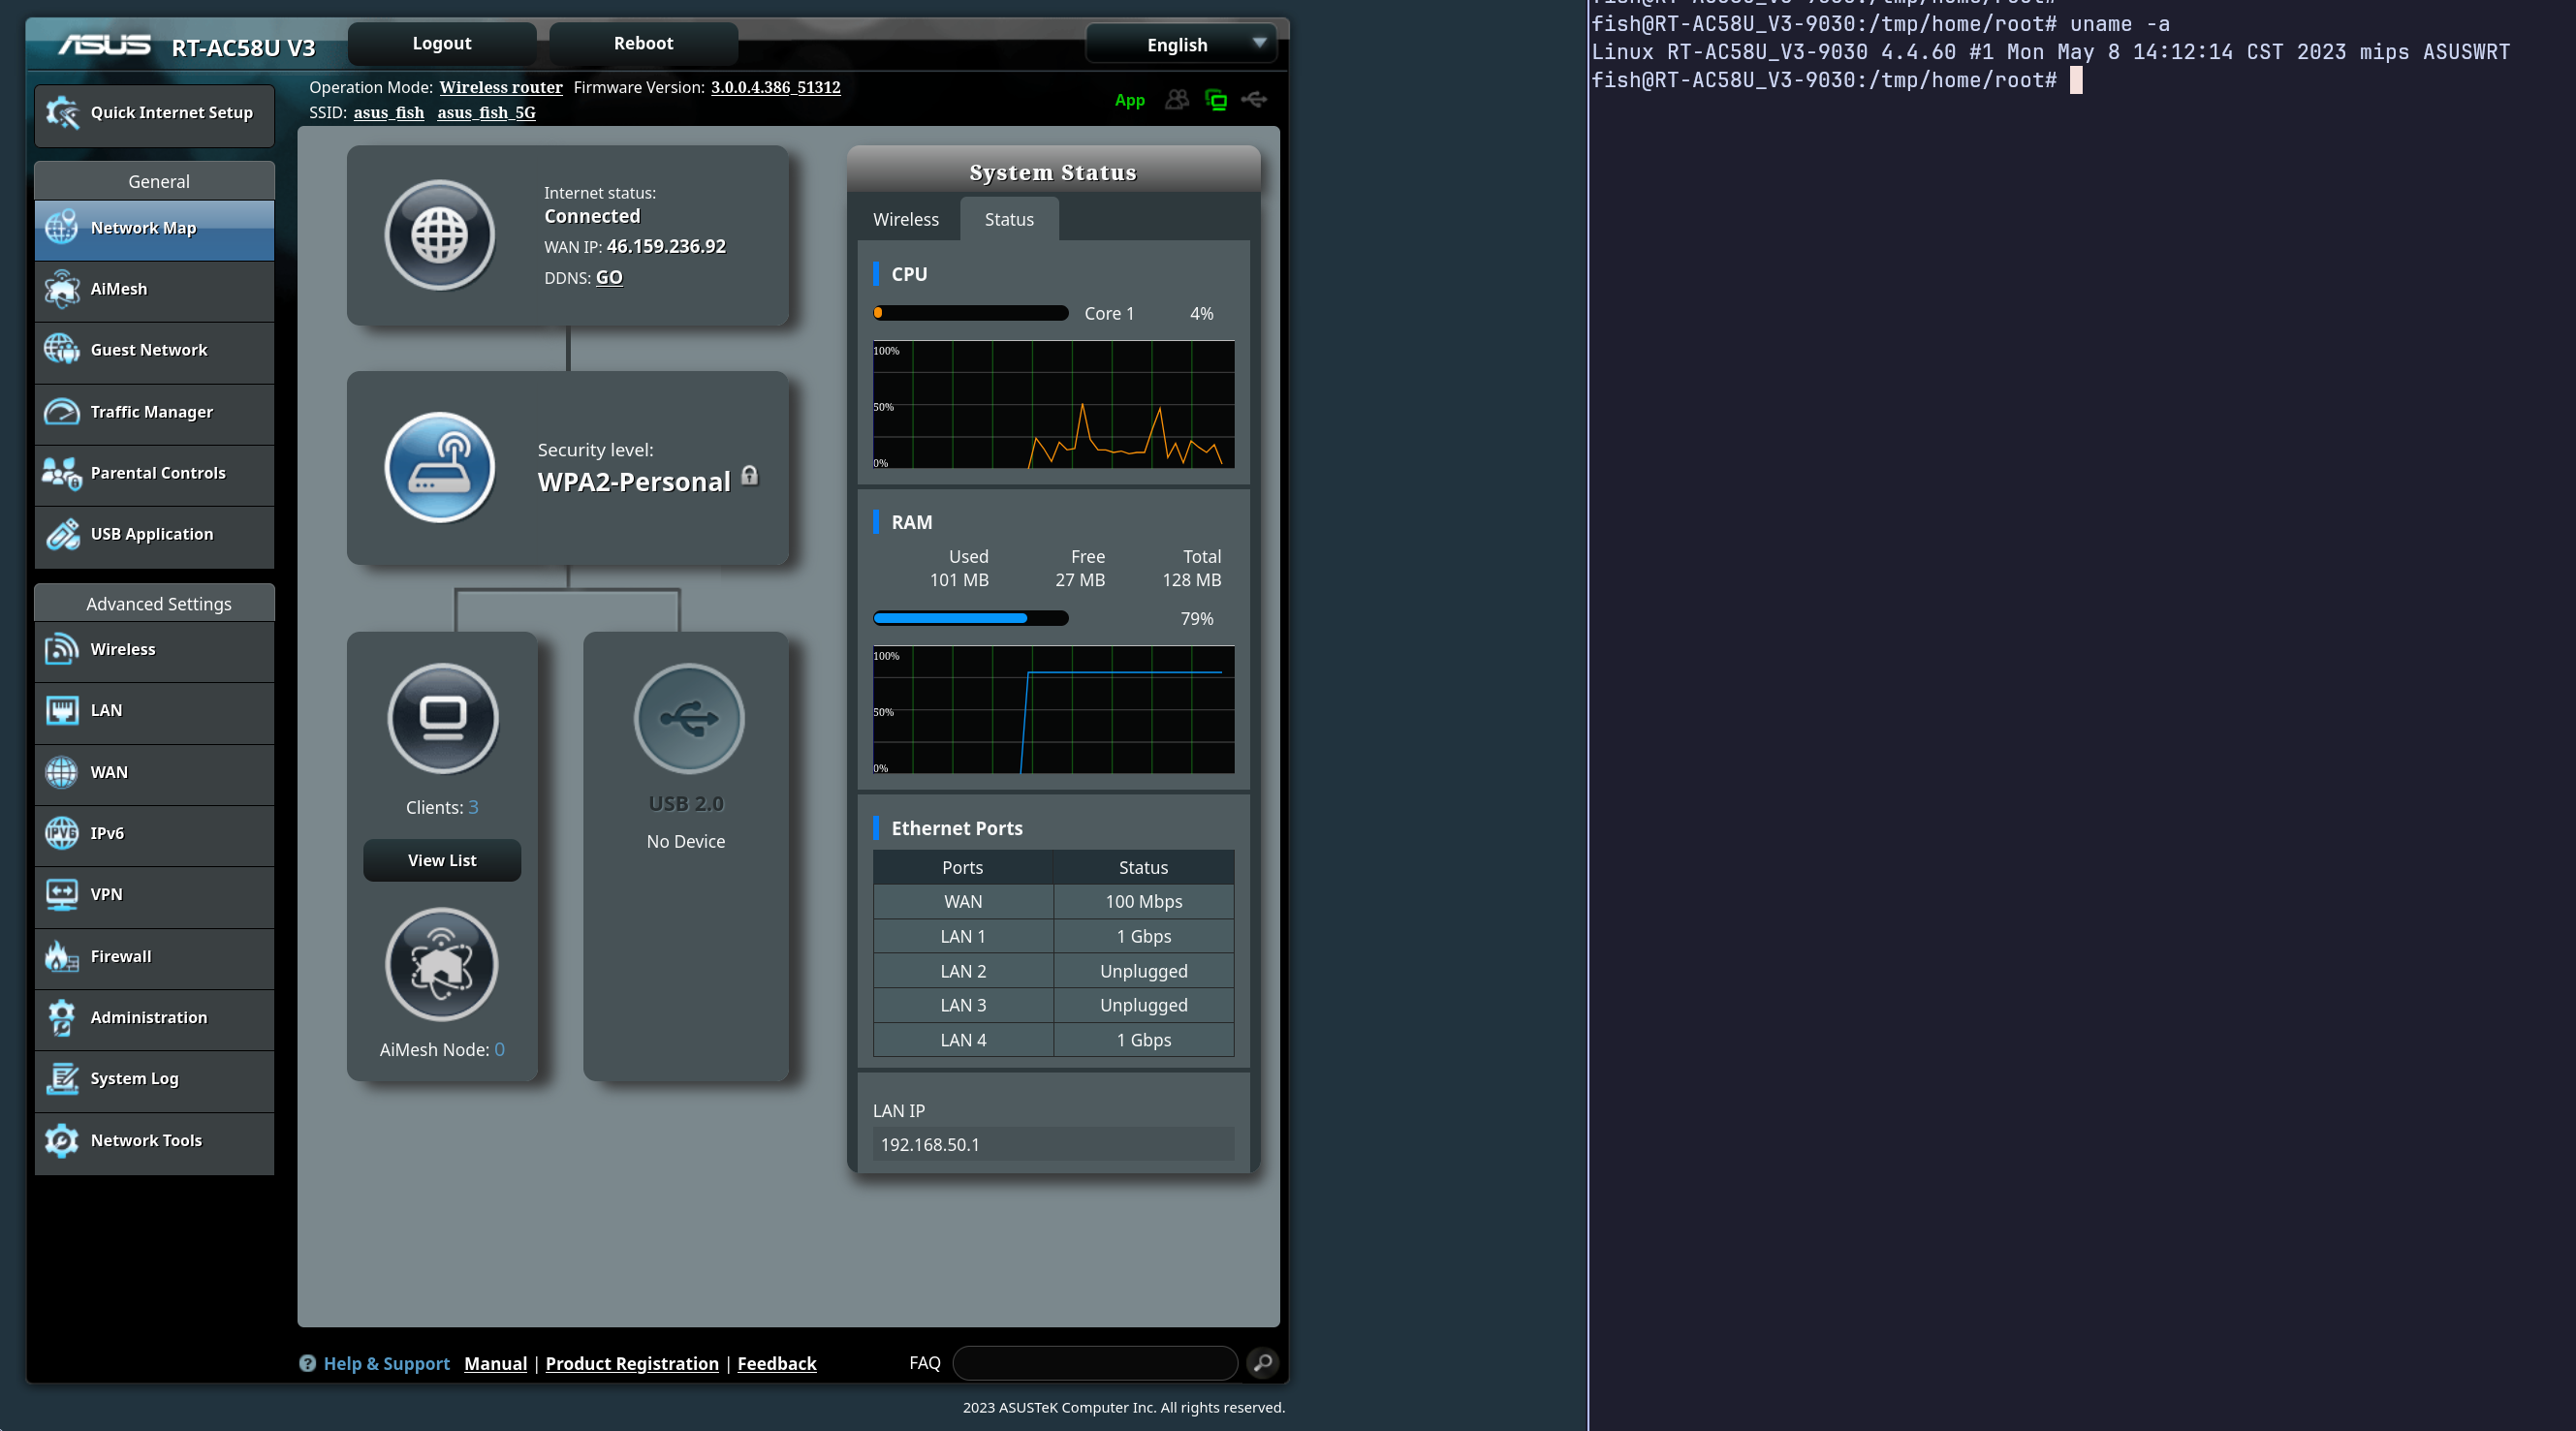 ASUS RT-AC58U V3 Logout Reboot English
Operation Mode: Wireless router Firmware Version: 3.0.0.4.386_51312
SSID: asus_fish asus_fish_5G
App
Quick Internet Setup
General
Network Map
AiMesh
Guest Network
Traffic Manager
Parental Controls
USB Application
Advanced Settings
Wireless
LAN
WAN
IPv6
VPN
Firewall
Administration
System Log
Network Tools
Internet status:
Connected
WAN IP: 46.159.236.92
DDNS: GO
Security level:
WPA2-Personal
Clients: 3
View List
AiMesh Node: 0
USB 2.0
No Device
System Status
Wireless Status
CPU
Core 1 4%
100%
50%
0%
RAM
Used Free Total
101 MB 27 MB 128 MB
79%
100%
50%
0%
Ethernet Ports
Ports Status
WAN 100 Mbps
LAN 1 1 Gbps
LAN 2 Unplugged
LAN 3 Unplugged
LAN 4 1 Gbps
LAN IP
192.168.50.1
? Help & Support Manual | Product Registration | Feedback FAQ
2023 ASUSTeK Computer Inc. All rights reserved.
fish@RT-AC58U_V3-9030:/tmp/home/root#
fish@RT-AC58U_V3-9030:/tmp/home/root# uname -a
Linux RT-AC58U_V3-9030 4.4.60 #1 Mon May 8 14:12:14 CST 2023 mips ASUSWRT
fish@RT-AC58U_V3-9030:/tmp/home/root#